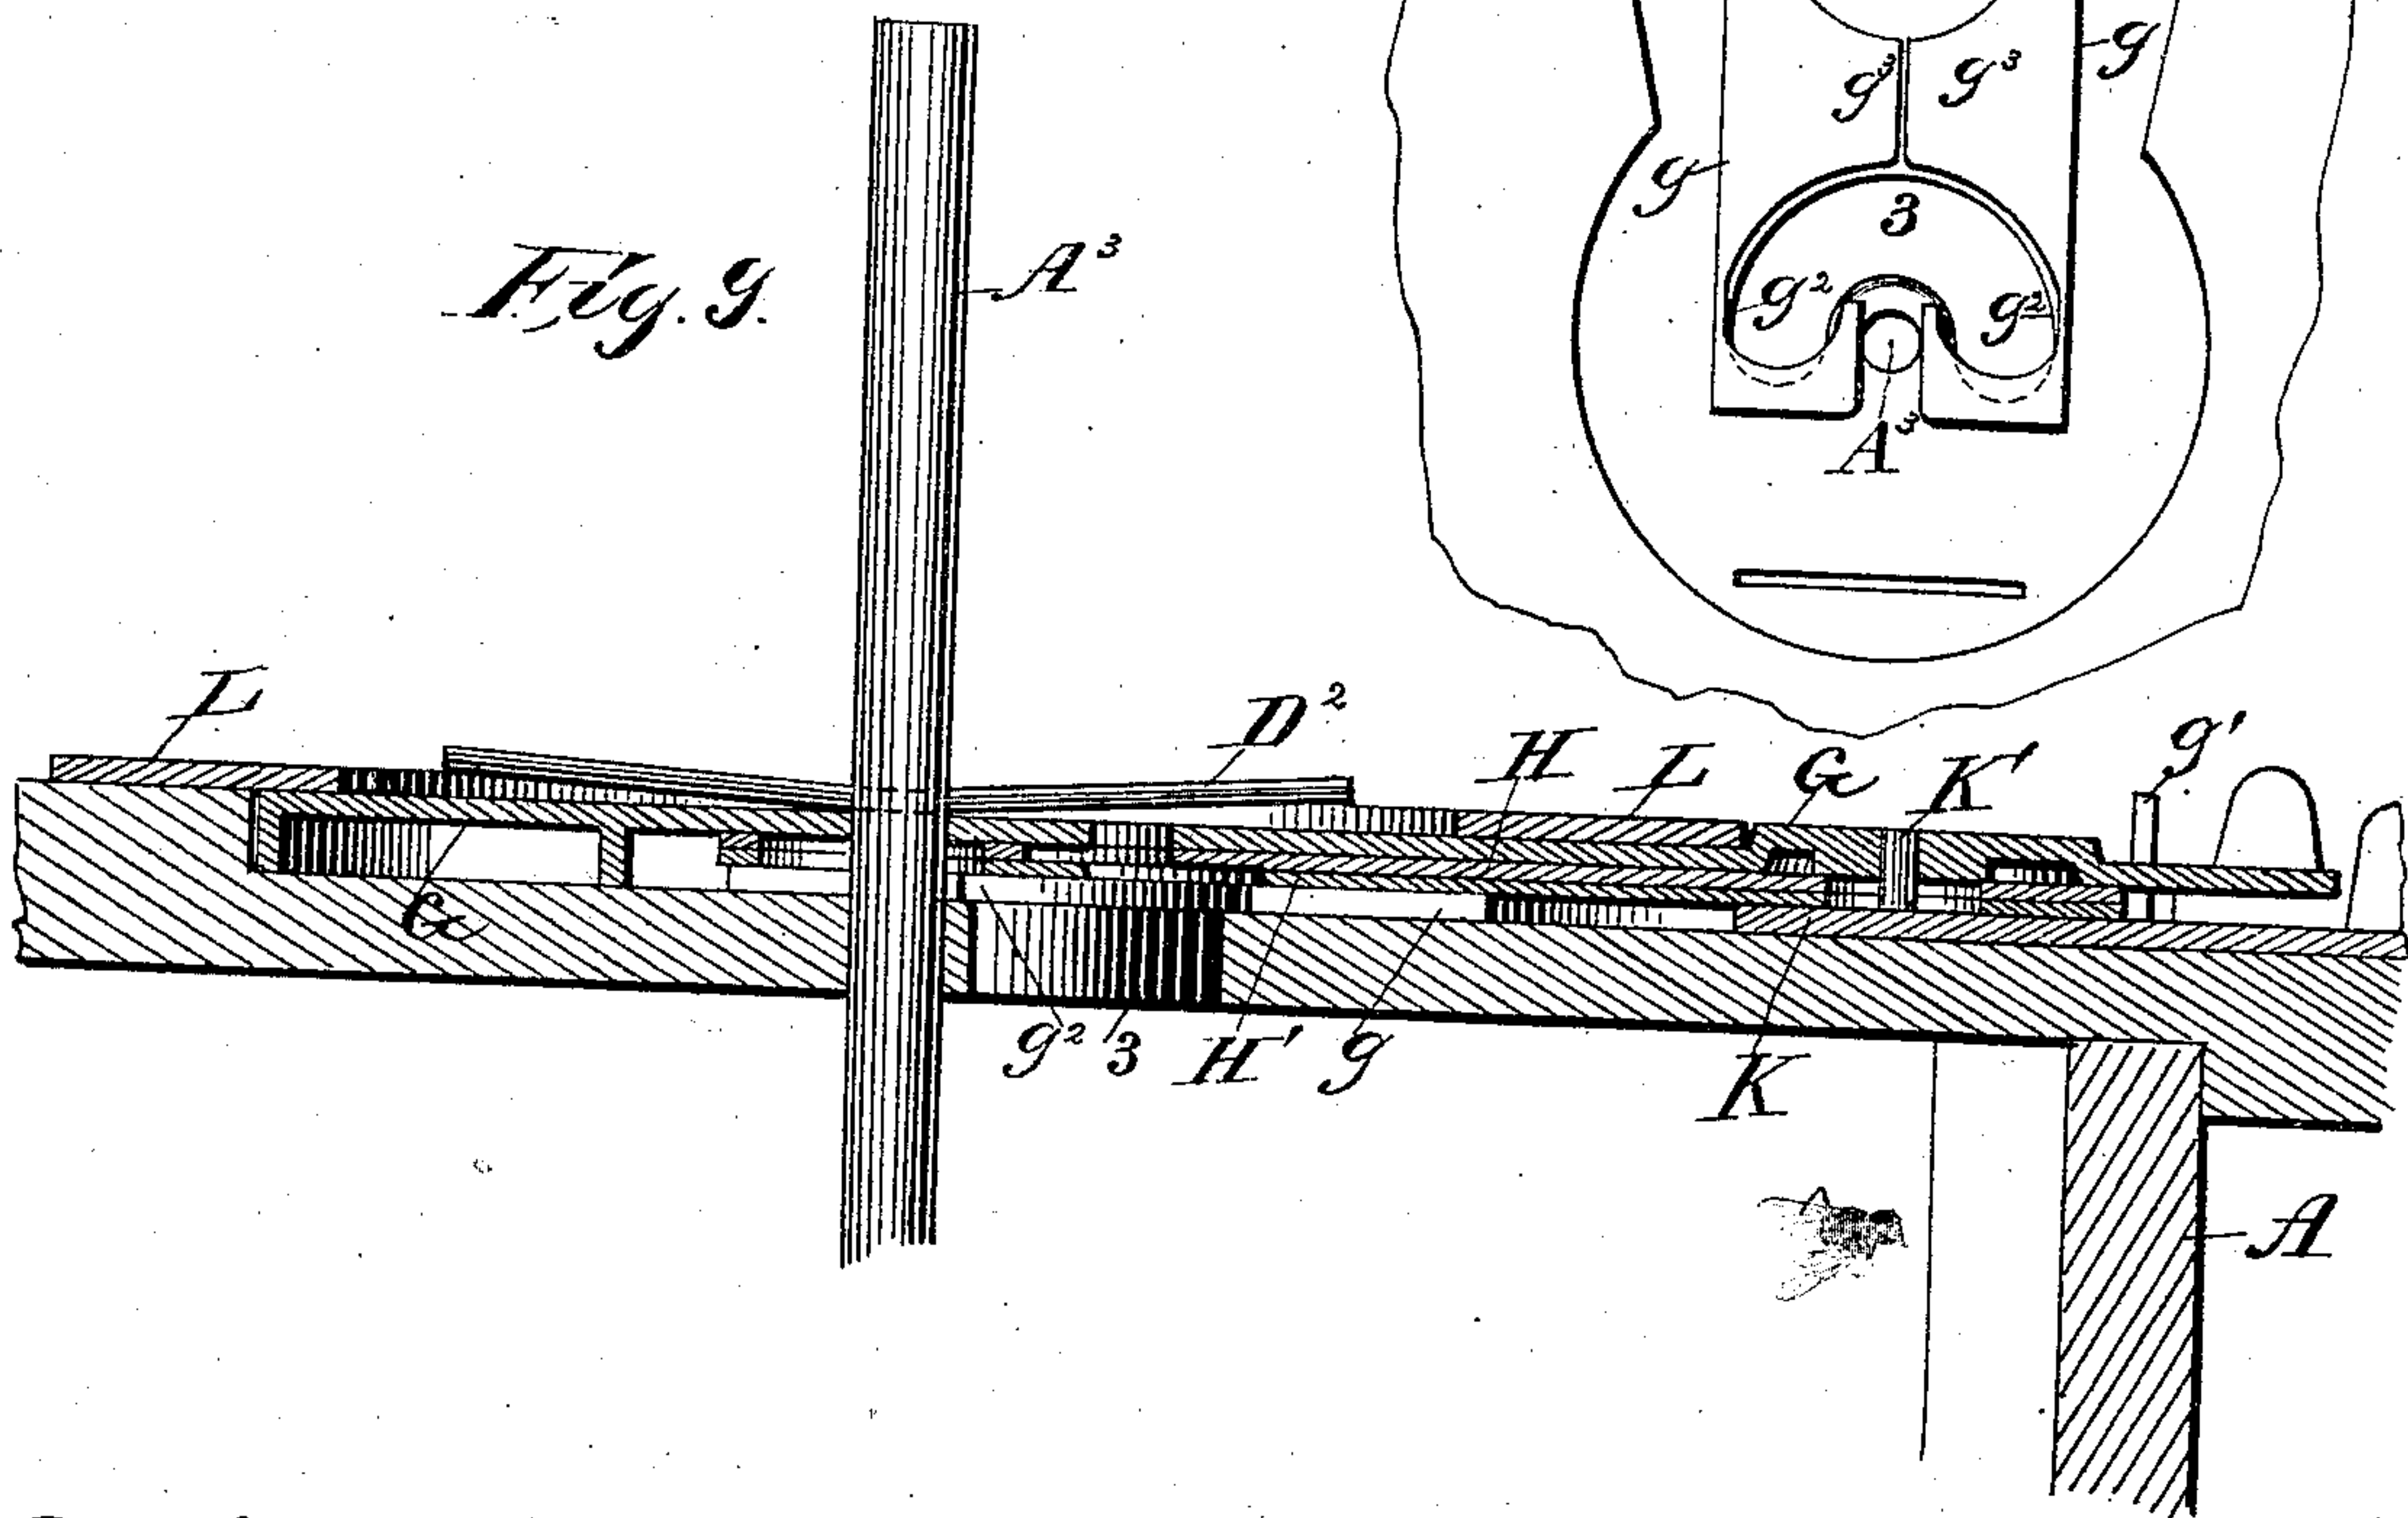 g³ g³ g
g
3
g² g²
A³
Fig. 9.
A³
L D² H L G K' g'
G
g² 3 H' g K
A